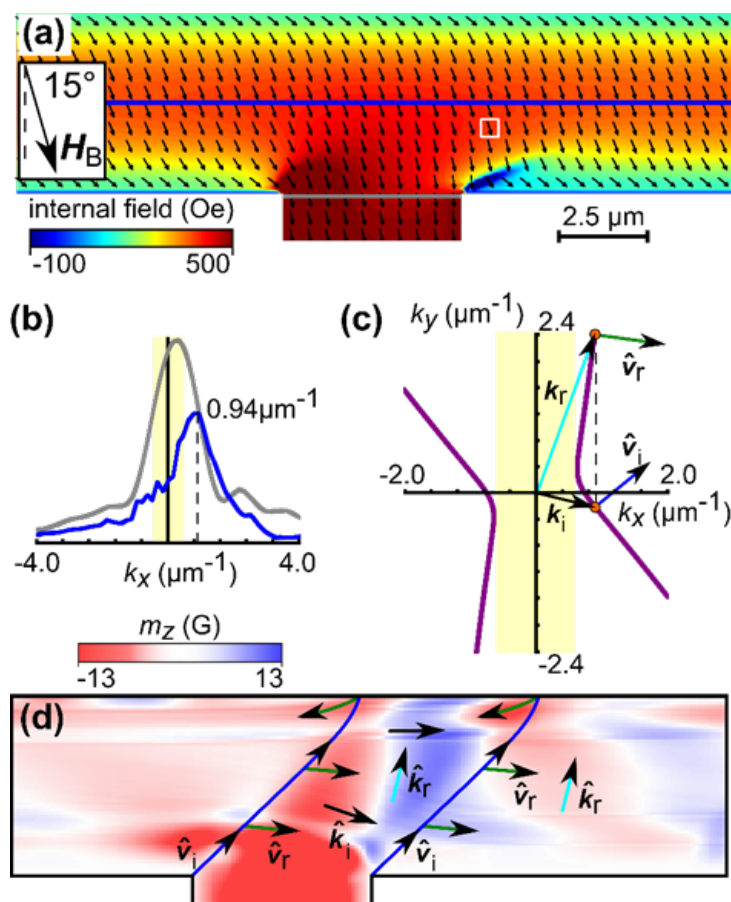 (a)
15°
H_B
internal field (Oe)
-100 500
2.5 µm
(b)
0.94µm⁻¹
-4.0 k_x (µm⁻¹) 4.0
(c)
k_y (µm⁻¹)
2.4
k_r
v̂_r
-2.0
v̂_i
2.0
k_i
k_x (µm⁻¹)
-2.4
m_z (G)
-13 13
(d)
v̂_i
v̂_r
k̂_i
k̂_r
v̂_i
v̂_r
k̂_r